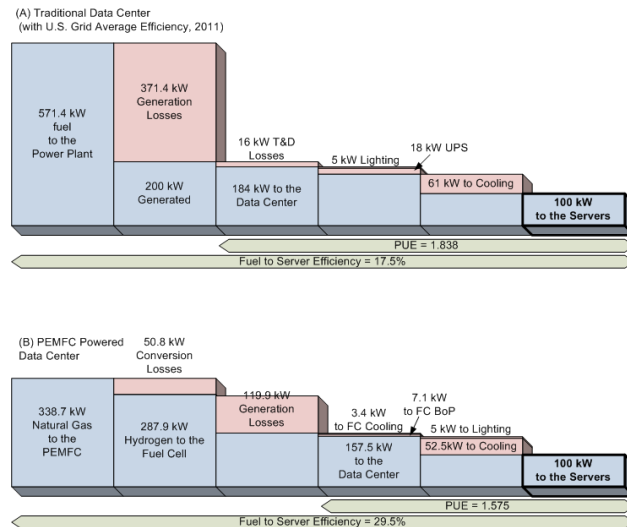 (A) Traditional Data Center
(with U.S. Grid Average Efficiency, 2011)
571.4 kW
fuel
to the
Power Plant
371.4 kW
Generation
Losses
200 kW
Generated
16 kW T&D
Losses
184 kW to the
Data Center
5 kW Lighting
18 kW UPS
61 kW to Cooling
100 kW
to the Servers
PUE = 1.838
Fuel to Server Efficiency = 17.5%
(B) PEMFC Powered
Data Center
338.7 kW
Natural Gas
to the
PEMFC
50.8 kW
Conversion
Losses
287.9 kW
Hydrogen to the
Fuel Cell
119.9 kW
Generation
Losses
3.4 kW
to FC Cooling
7.1 kW
to FC BoP
157.5 kW
to the
Data Center
5 kW to Lighting
52.5kW to Cooling
100 kW
to the Servers
PUE = 1.575
Fuel to Server Efficiency = 29.5%